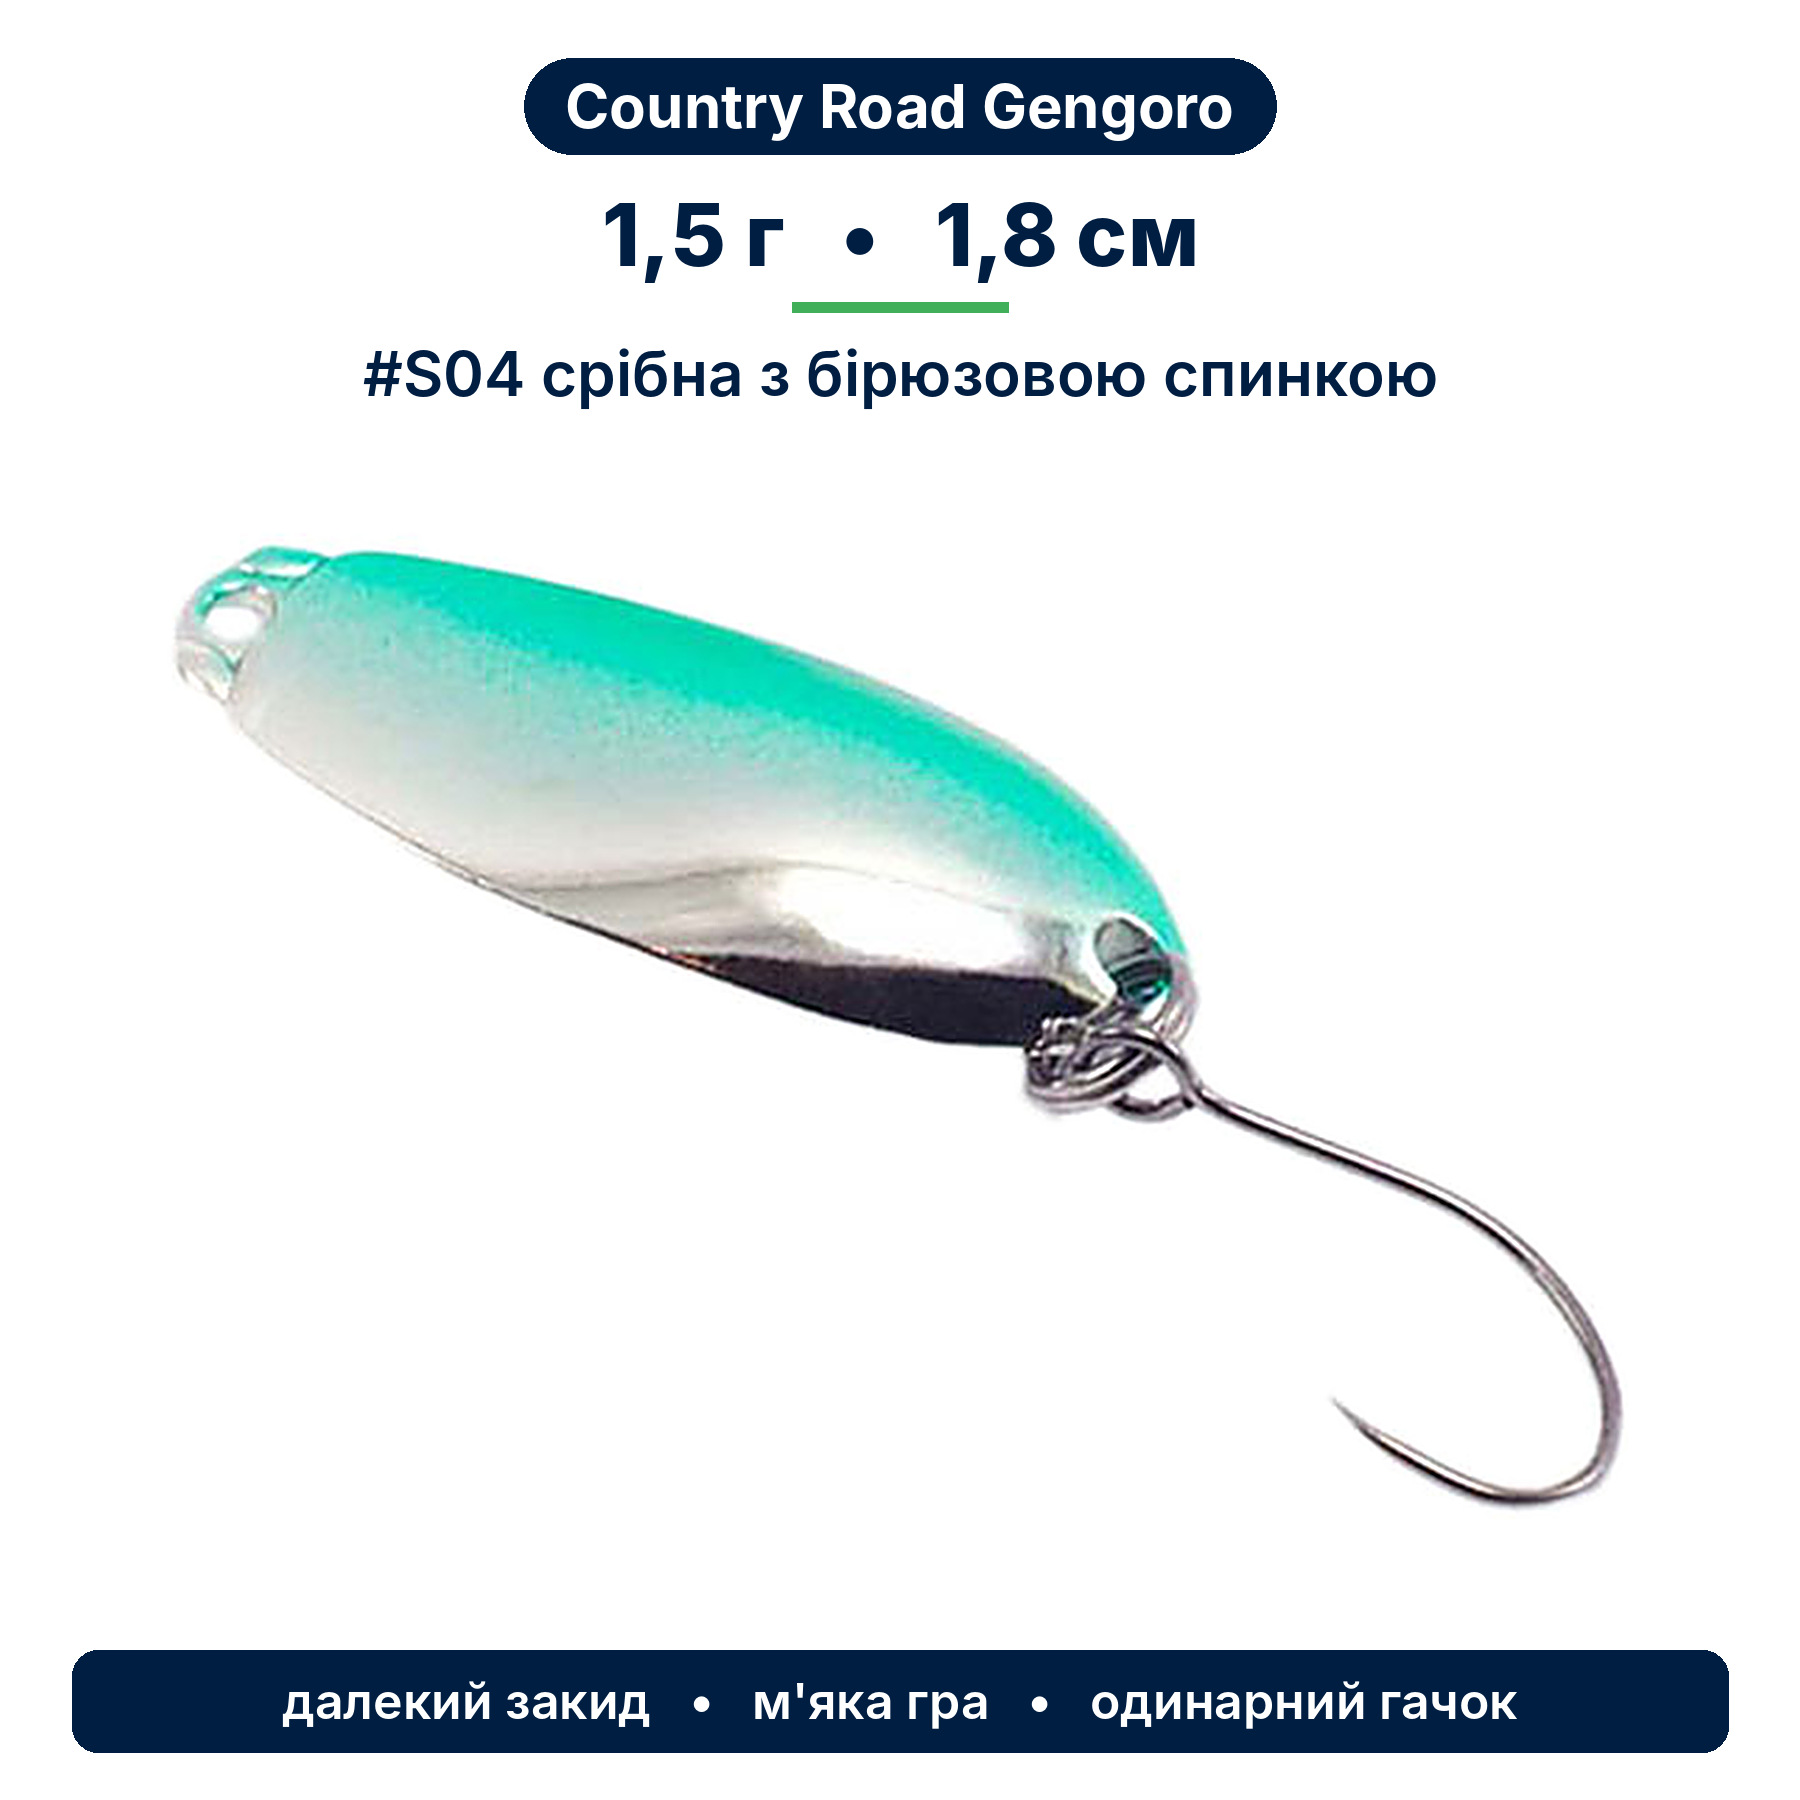 Country Road Gengoro
1,5 г • 1,8 см
#S04 срібна з бірюзовою спинкою
далекий закид • м'яка гра • одинарний гачок